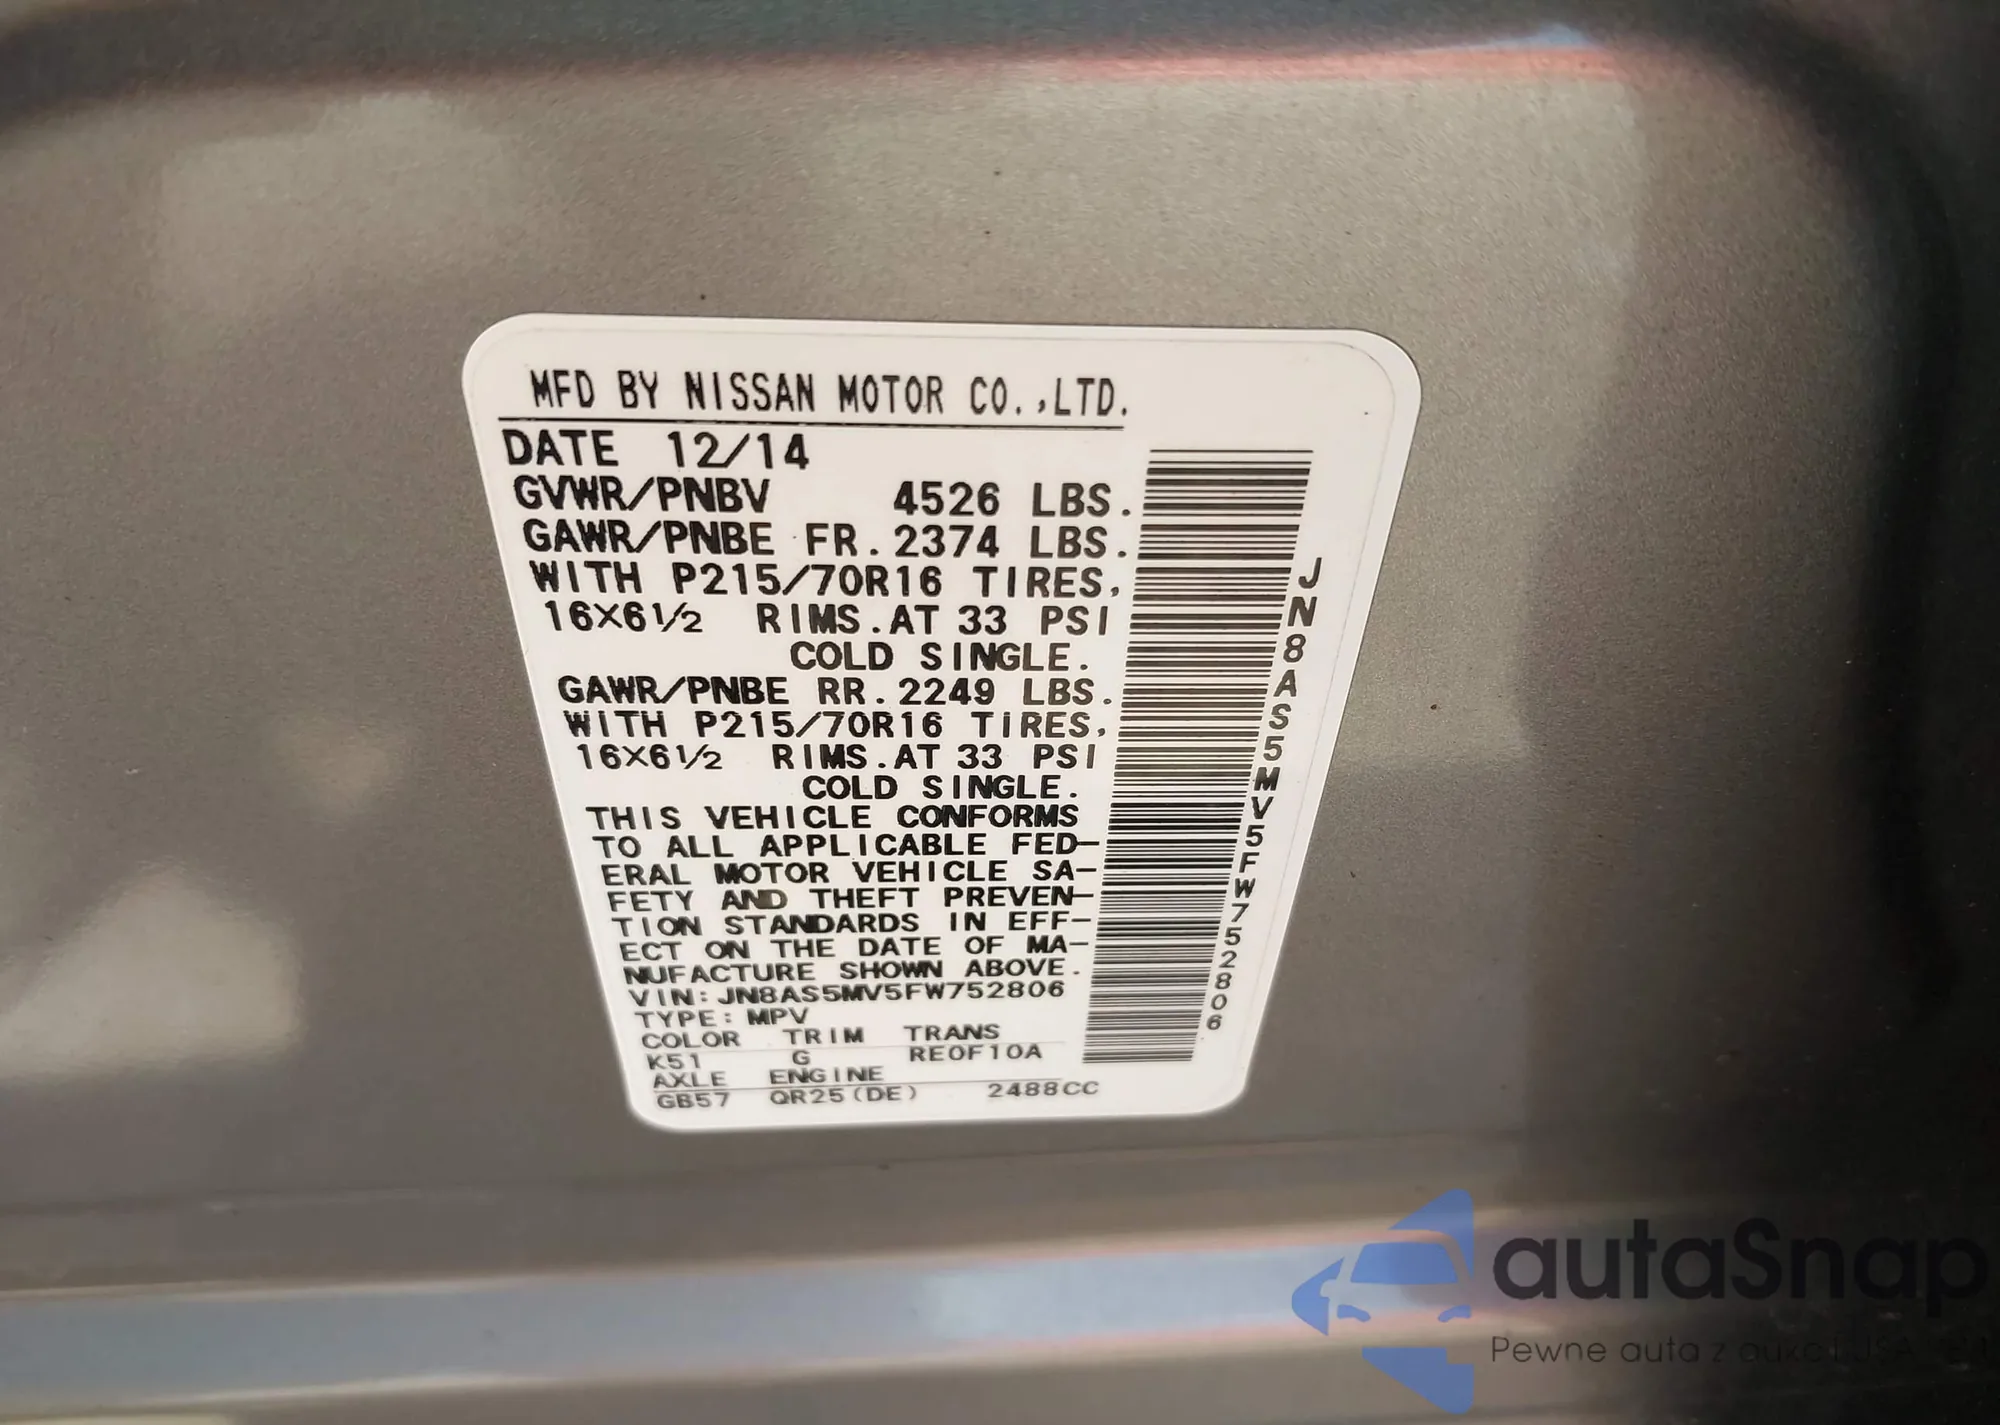 MFD BY NISSAN MOTOR CO.,LTD.
DATE 12/14
GVWR/PNBV 4526 LBS.
GAWR/PNBE FR. 2374 LBS.
WITH P215/70R16 TIRES,
16X6½ RIMS.AT 33 PSI
COLD SINGLE.
GAWR/PNBE RR. 2249 LBS.
WITH P215/70R16 TIRES,
16X6½ RIMS.AT 33 PSI
COLD SINGLE.
THIS VEHICLE CONFORMS
TO ALL APPLICABLE FED-
ERAL MOTOR VEHICLE SA-
FETY AND THEFT PREVEN-
TION STANDARDS IN EFF-
ECT ON THE DATE OF MA-
NUFACTURE SHOWN ABOVE.
VIN: JN8AS5MV5FW752806
TYPE: MPV
COLOR TRIM TRANS
K51 G RE0F10A
AXLE ENGINE
GB57 QR25(DE) 2488CC
JN8AS5MV5FW752806
autaSnap
Pewne auta z aukcji USA